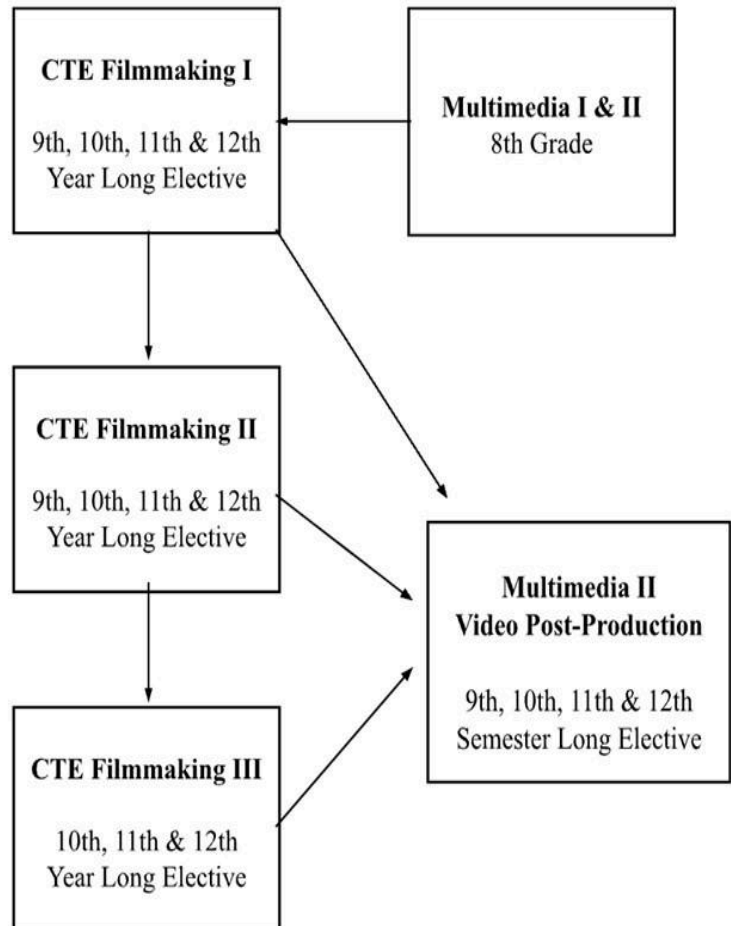 CTE Filmmaking I
9th, 10th, 11th & 12th
Year Long Elective
Multimedia I & II
8th Grade
CTE Filmmaking II
9th, 10th, 11th & 12th
Year Long Elective
Multimedia II
Video Post-Production
9th, 10th, 11th & 12th
Semester Long Elective
CTE Filmmaking III
10th, 11th & 12th
Year Long Elective